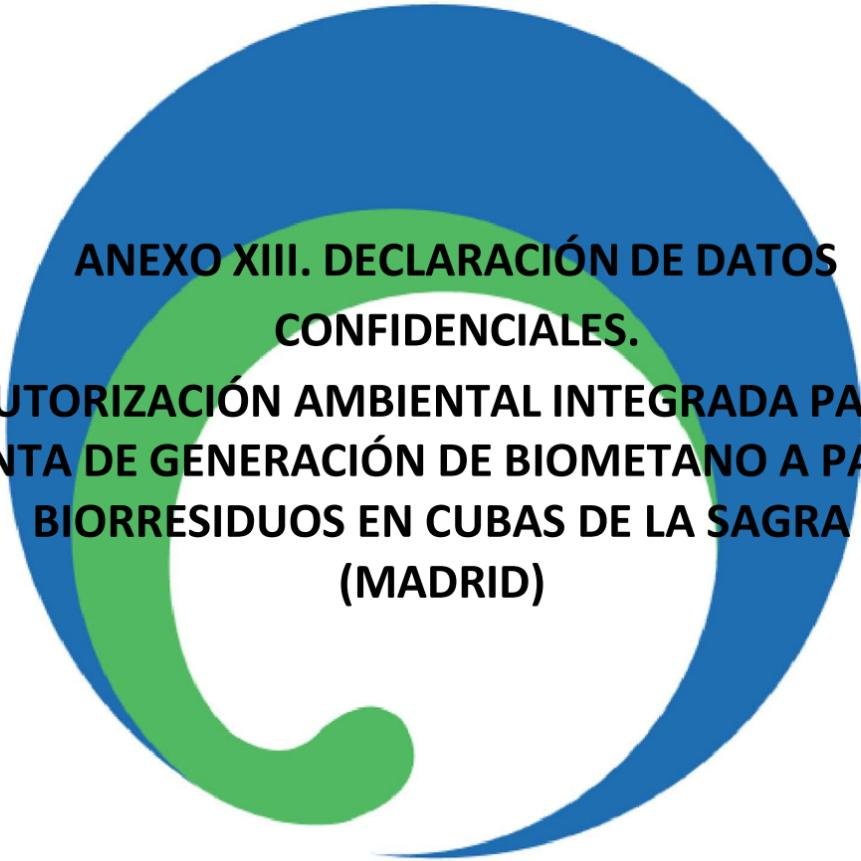 ANEXO XIII. DECLARACIÓN DE DATOS
CONFIDENCIALES.
UTORIZACIÓN AMBIENTAL INTEGRADA PA
NTA DE GENERACIÓN DE BIOMETANO A PA
BIORRESIDUOS EN CUBAS DE LA SAGRA
(MADRID)